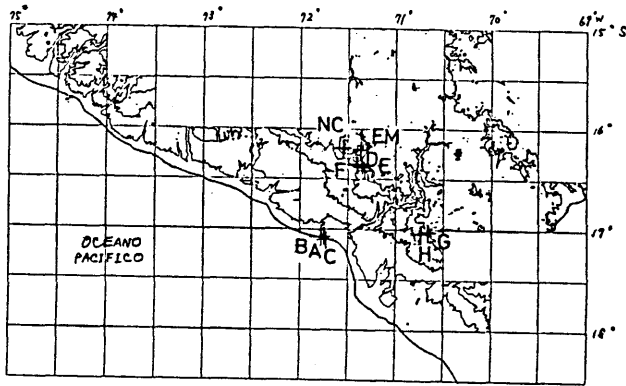 75° 74° 73° 72° 71° 70° 69° W
15° S
16°
NC
EM
D
F E
17°
BAC
G
H
OCEANO
PACIFICO
18°